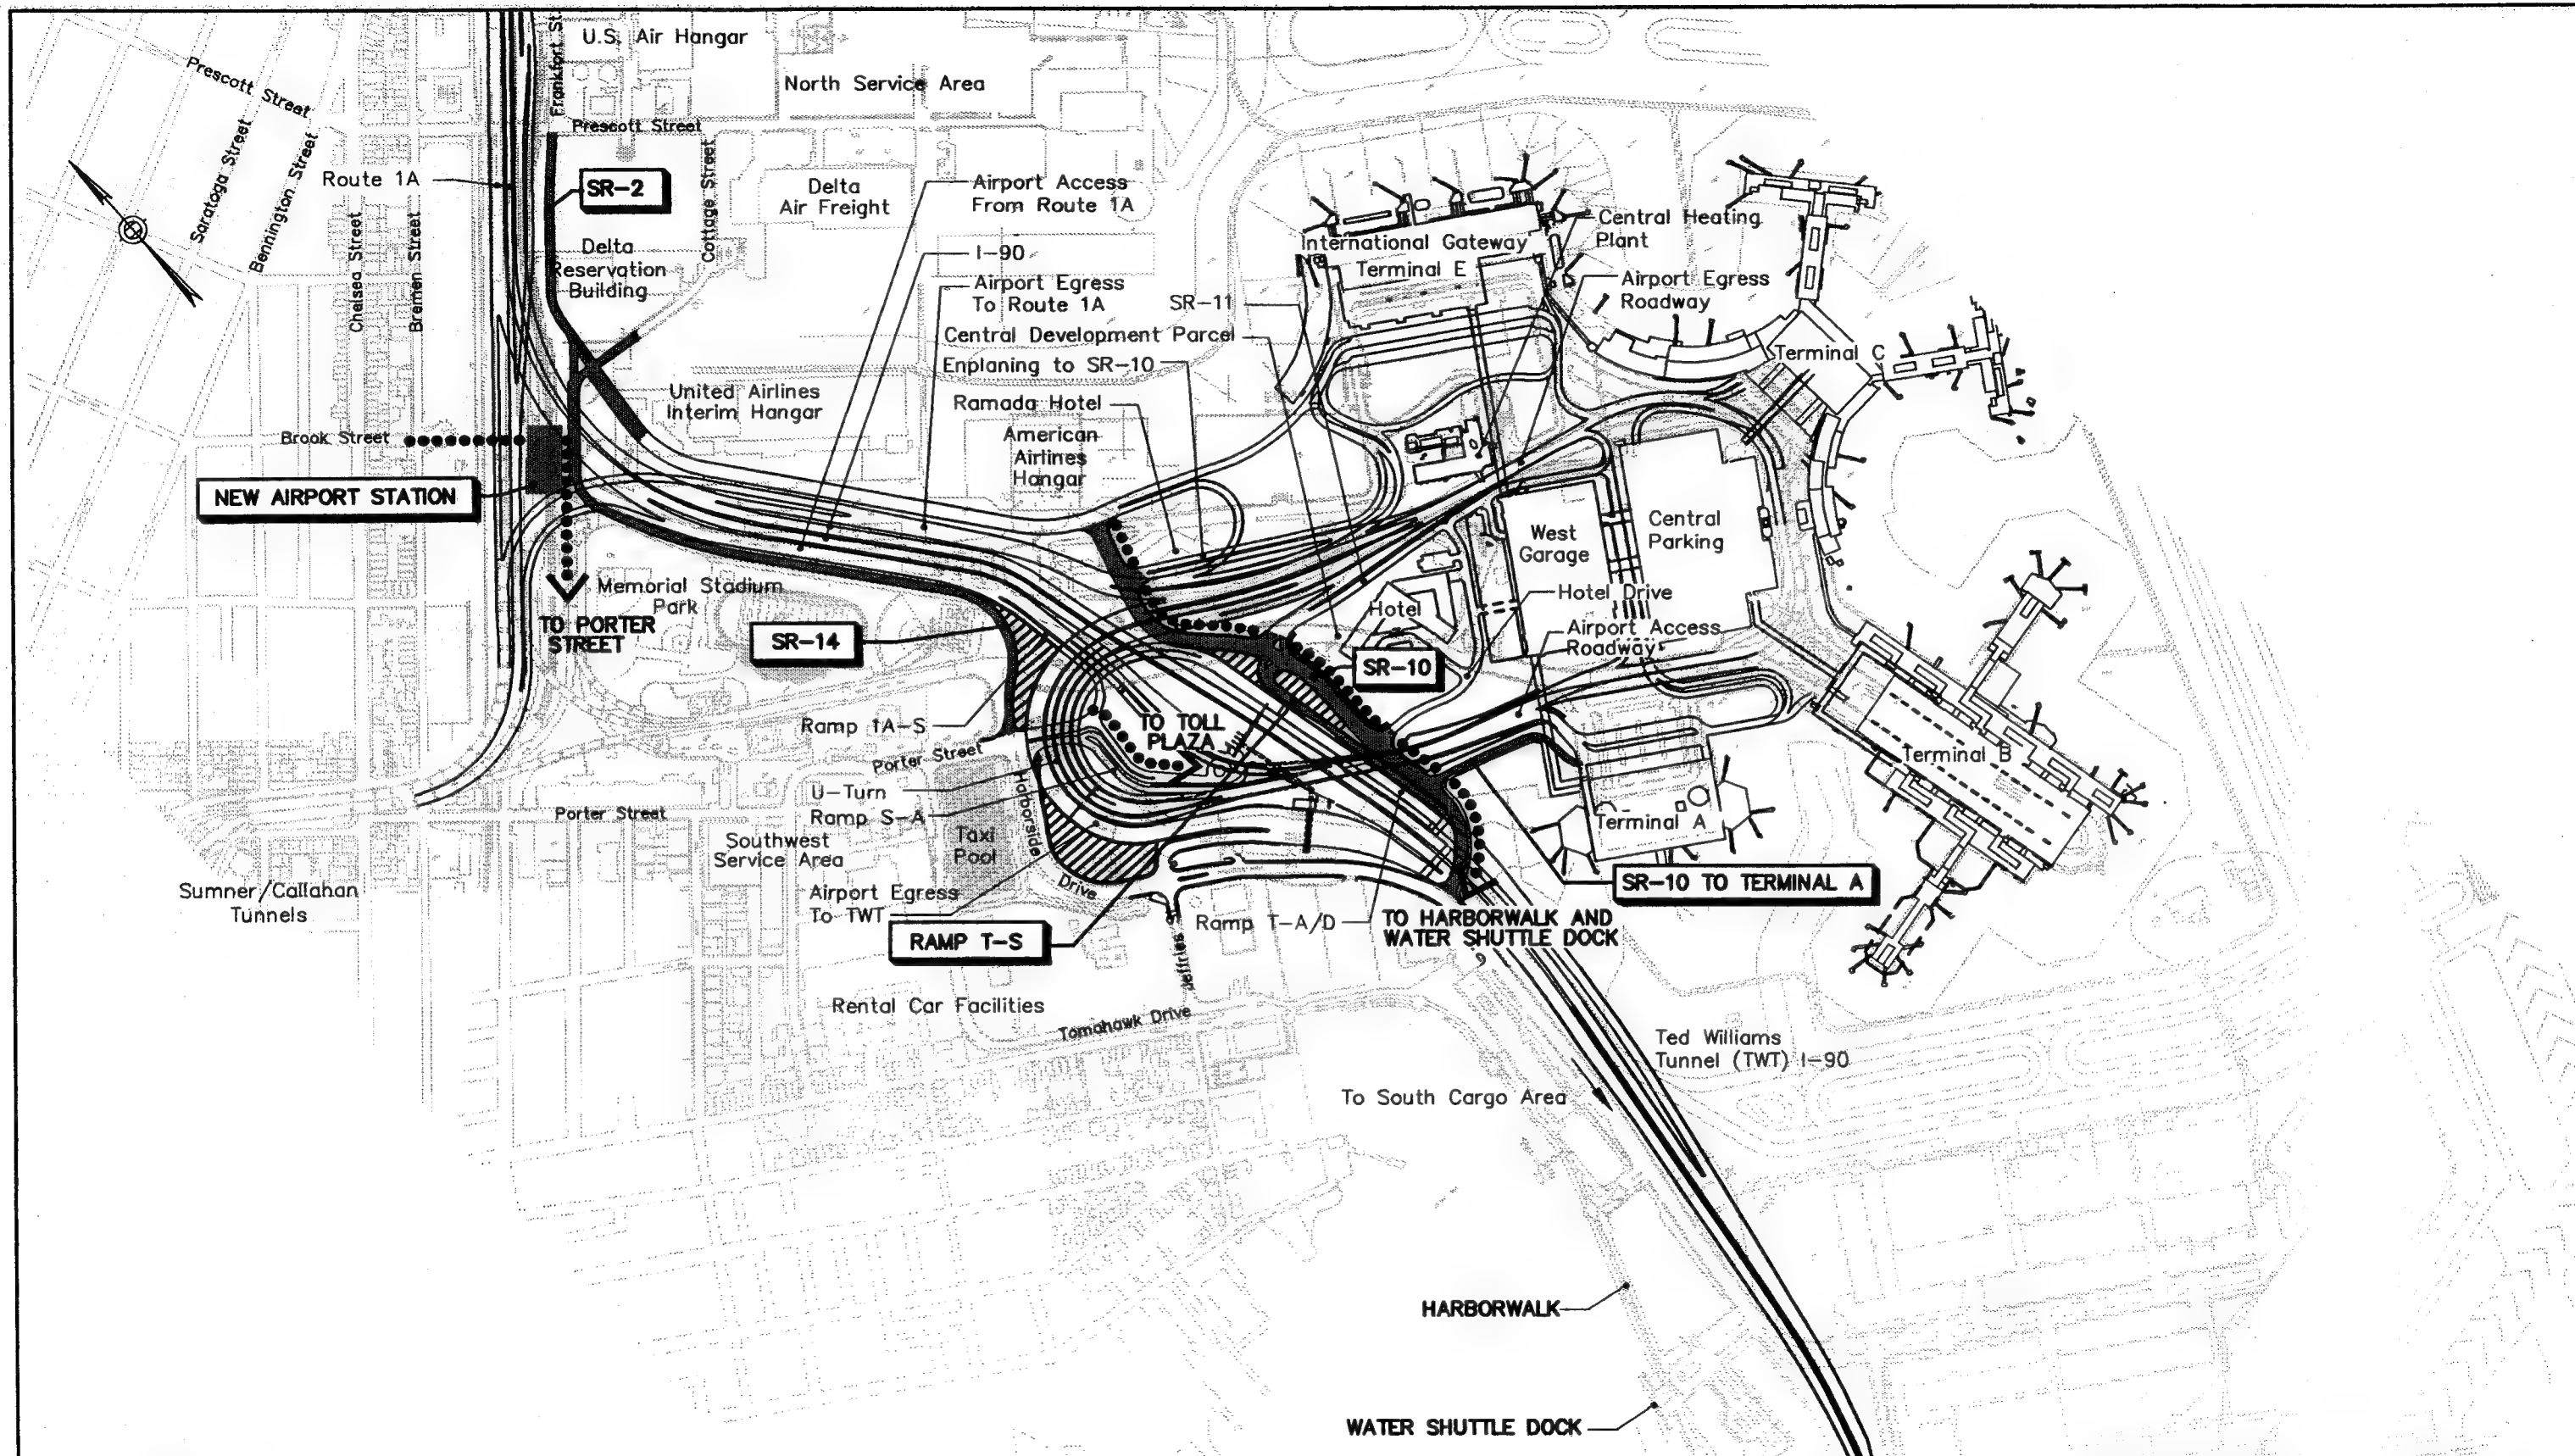 U.S. Air Hangar
Frankfort St.
North Service Area
Prescott Street
Prescott Street
Saratoga Street
Bennington Street
Route 1A
SR-2
Cottage Street
Delta
Air Freight
Airport Access
From Route 1A
Central Heating
Plant
Chelsea Street
Bremen Street
Delta
Reservation
Building
I-90
International Gateway
Terminal E
Airport Egress
To Route 1A
SR-11
Airport Egress
Roadway
Central Development Parcel
Enplaning to SR-10
Terminal C
United Airlines
Interim Hangar
Ramada Hotel
Brook Street
American
Airlines
Hangar
NEW AIRPORT STATION
West
Garage
Central
Parking
Memorial Stadium
Park
Hotel Drive
Hotel
TO PORTER
STREET
SR-14
Airport Access
Roadway
SR-10
Ramp 1A-S
TO TOLL
PLAZA
Porter Street
Terminal B
U-Turn
Harborside
Drive
Ramp S-A
Porter Street
Terminal A
Southwest
Service Area
Taxi
Pool
Sumner/Callahan
Tunnels
Airport Egress
To TWT
SR-10 TO TERMINAL A
RAMP T-S
Ramp T-A/D
TO HARBORWALK AND
WATER SHUTTLE DOCK
Jeffries
Rental Car Facilities
Tomahawk Drive
Ted Williams
Tunnel (TWT) I-90
To South Cargo Area
HARBORWALK
WATER SHUTTLE DOCK